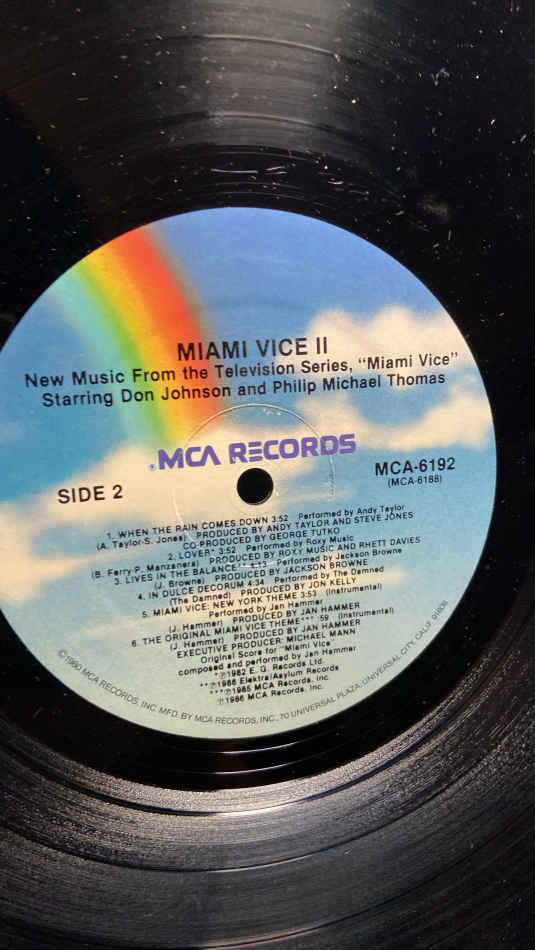 MIAMI VICE II
New Music From the Television Series, "Miami Vice"
Starring Don Johnson and Philip Michael Thomas
MCA RECORDS
SIDE 2
MCA-6192
(MCA-6188)
1. WHEN THE RAIN COMES DOWN 3:52 Performed by Andy Taylor
(A. Taylor-S. Jones) PRODUCED BY ANDY TAYLOR AND STEVE JONES
CO-PRODUCED BY GEORGE TUTKO
2. LOVER* 3:52 Performed by Roxy Music
(B. Ferry-P. Manzanera) PRODUCED BY ROXY MUSIC AND RHETT DAVIES
3. LIVES IN THE BALANCE** 4:13 Performed by Jackson Browne
(J. Browne) PRODUCED BY JACKSON BROWNE
4. IN DULCE DECORUM 4:34 Performed by The Damned
(The Damned) PRODUCED BY JON KELLY
5. MIAMI VICE: NEW YORK THEME 3:53 (Instrumental)
Performed by Jan Hammer
(J. Hammer) PRODUCED BY JAN HAMMER
6. THE ORIGINAL MIAMI VICE THEME*** :59 (Instrumental)
(J. Hammer) PRODUCED BY JAN HAMMER
EXECUTIVE PRODUCER: MICHAEL MANN
Original Score for "Miami Vice"
composed and performed by Jan Hammer
*℗1982 E. G. Records Ltd.
**℗1986 Elektra/Asylum Records
***℗1985 MCA Records, Inc.
℗1986 MCA Records, Inc.
©1980 MCA RECORDS, INC. MFD. BY MCA RECORDS, INC. 70 UNIVERSAL PLAZA, UNIVERSAL CITY, CALIF. 91608